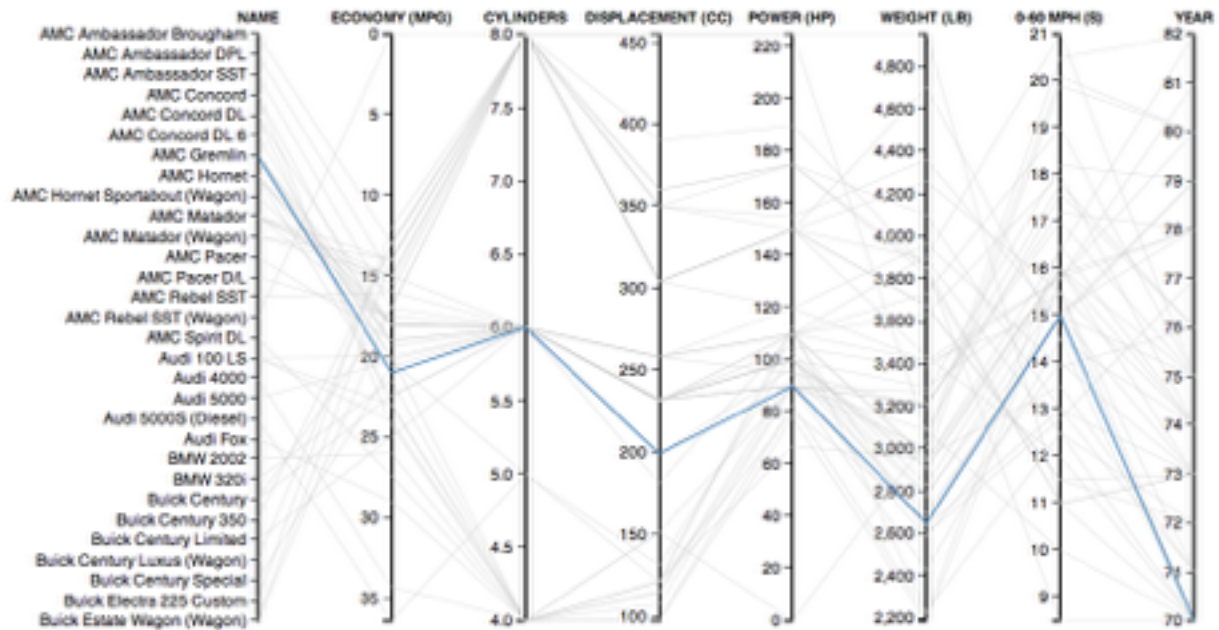 NAME ECONOMY (MPG) CYLINDERS DISPLACEMENT (CC) POWER (HP) WEIGHT (LB) 0-60 MPH (S) YEAR
AMC Ambassador Brougham
AMC Ambassador DPL
AMC Ambassador SST
AMC Concord
AMC Concord DL
AMC Concord DL 6
AMC Gremlin
AMC Hornet
AMC Hornet Sportabout (Wagon)
AMC Matador
AMC Matador (Wagon)
AMC Pacer
AMC Pacer D/L
AMC Rebel SST
AMC Rebel SST (Wagon)
AMC Spirit DL
Audi 100 LS
Audi 4000
Audi 5000
Audi 5000S (Diesel)
Audi Fox
BMW 2002
BMW 320i
Buick Century
Buick Century 350
Buick Century Limited
Buick Century Luxus (Wagon)
Buick Century Special
Buick Electra 225 Custom
Buick Estate Wagon (Wagon)
0
5
10
15
20
25
30
35
8.0
7.5
7.0
6.5
6.0
5.5
5.0
4.5
4.0
450
400
350
300
250
200
150
100
220
200
180
160
140
120
100
80
60
40
20
0
4,800
4,600
4,400
4,200
4,000
3,800
3,600
3,400
3,200
3,000
2,800
2,600
2,400
2,200
21
20
19
18
17
16
15
14
13
12
11
10
9
82
81
80
79
78
77
76
75
74
73
72
71
70